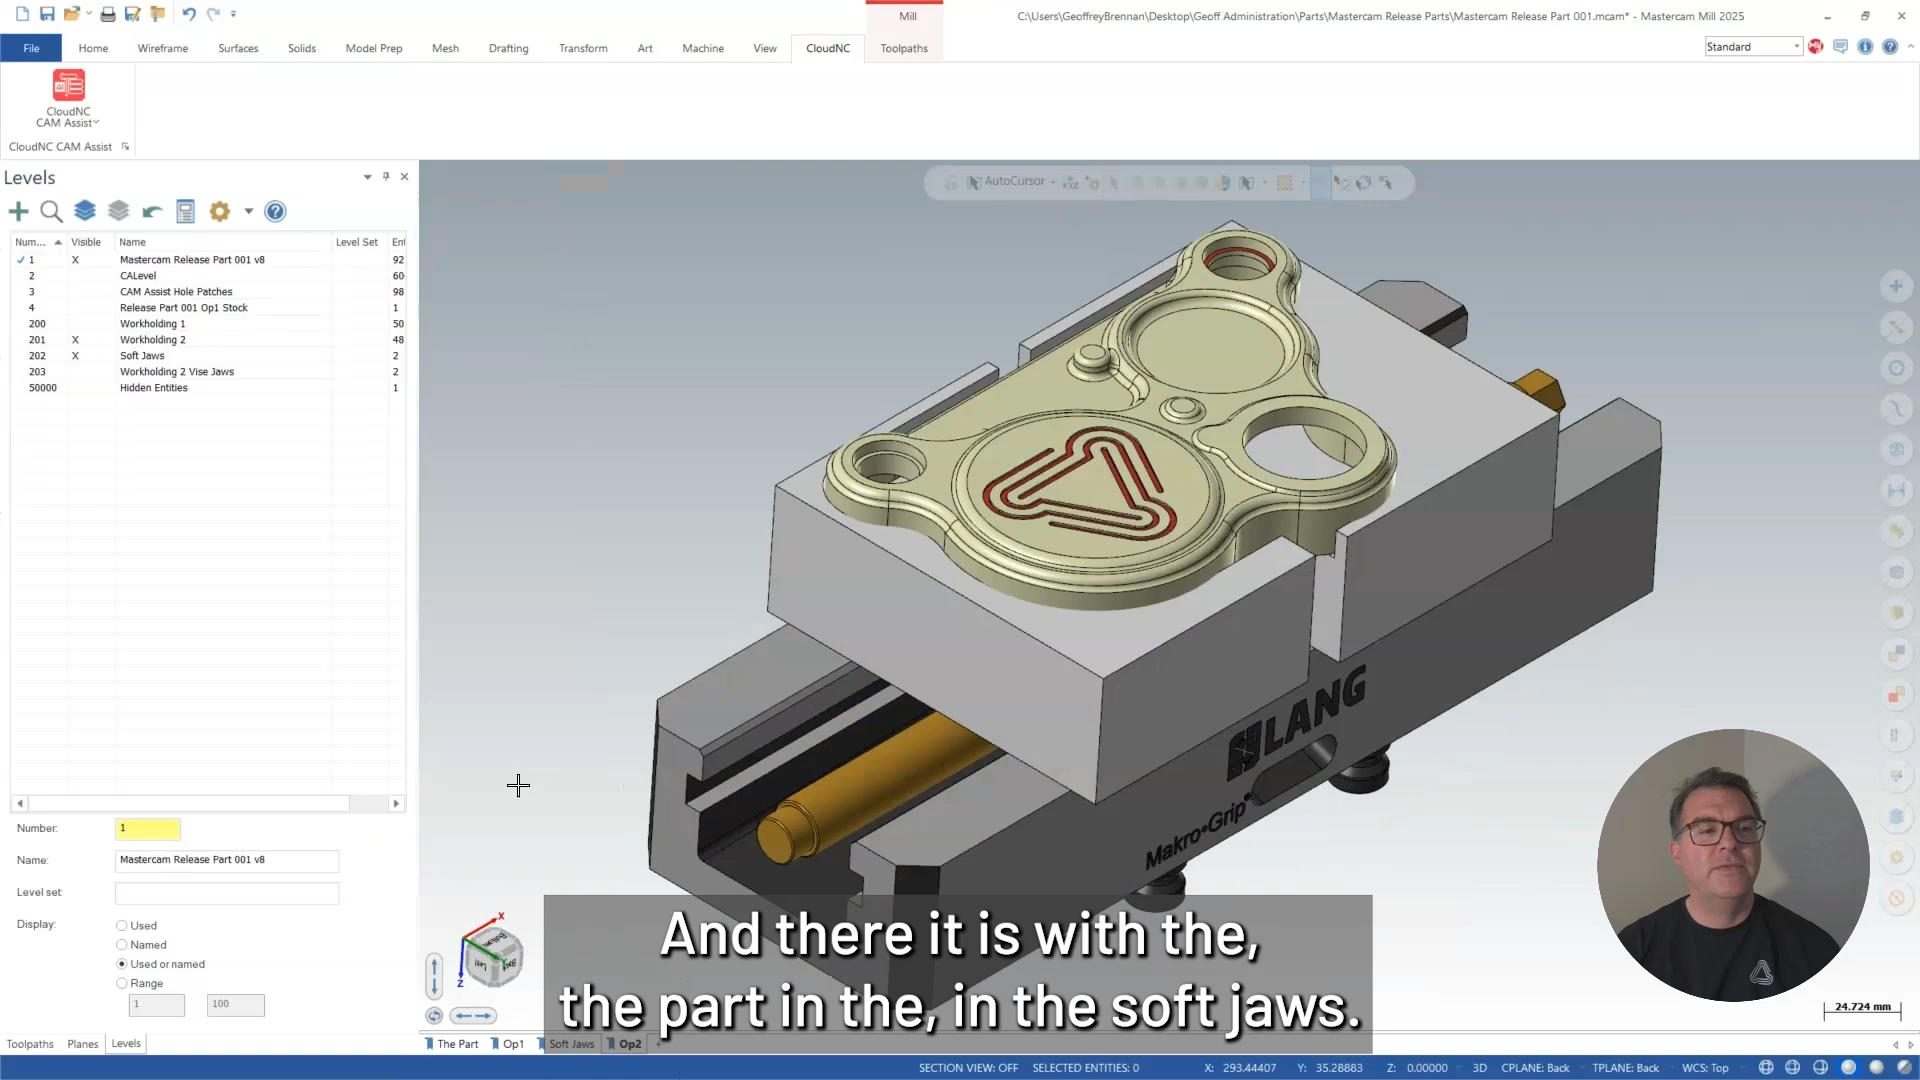 Mill
C:\Users\GeoffreyBrennan\Desktop\Geoff Administration\Parts\Mastercam Release Parts\Mastercam Release Part 001.mcam* - Mastercam Mill 2025
File Home Wireframe Surfaces Solids Model Prep Mesh Drafting Transform Art Machine View CloudNC Toolpaths
Standard
AI
CloudNC
CAM Assist
CloudNC CAM Assist
Levels
AutoCursor
Num... Visible Name Level Set Ent
1 X Mastercam Release Part 001 v8 92
2 CALevel 60
3 CAM Assist Hole Patches 98
4 Release Part 001 Op1 Stock 1
200 Workholding 1 50
201 X Workholding 2 48
202 X Soft Jaws 2
203 Workholding 2 Vise Jaws 2
50000 Hidden Entities 1
LANG
Makro•Grip®
Number: 1
Name: Mastercam Release Part 001 v8
Level set:
Display: Used
Named
Used or named
Range
1 100
X
Y
Z
Bottom
Left
Back
And there it is with the,
the part in the, in the soft jaws.
24.724 mm
Toolpaths Planes Levels
The Part Op1 Soft Jaws Op2 +
SECTION VIEW: OFF SELECTED ENTITIES: 0 X: 293.44407 Y: 35.28883 Z: 0.00000 3D CPLANE: Back TPLANE: Back WCS: Top